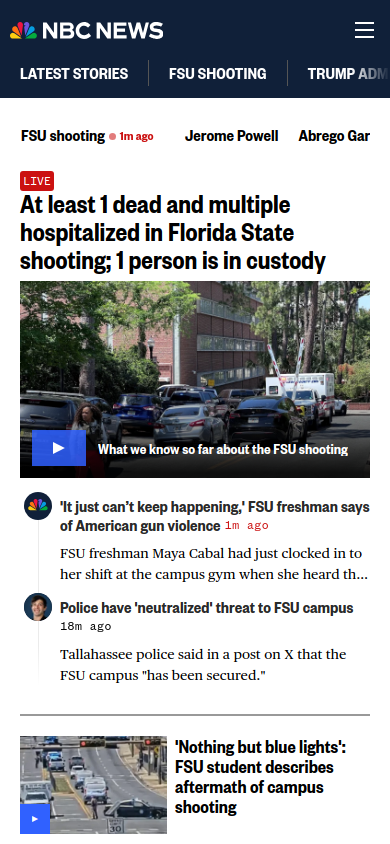 NBC NEWS
LATEST STORIES
FSU SHOOTING
TRUMP ADM
FSU shooting 1m ago
Jerome Powell
Abrego Gar
LIVE
At least 1 dead and multiple
hospitalized in Florida State
shooting; 1 person is in custody
What we know so far about the FSU shooting
'It just can't keep happening,' FSU freshman says
of American gun violence 1m ago
FSU freshman Maya Cabal had just clocked in to
her shift at the campus gym when she heard th...
Police have 'neutralized' threat to FSU campus
18m ago
Tallahassee police said in a post on X that the
FSU campus "has been secured."
'Nothing but blue lights':
FSU student describes
aftermath of campus
shooting
SPEED
LIMIT
30